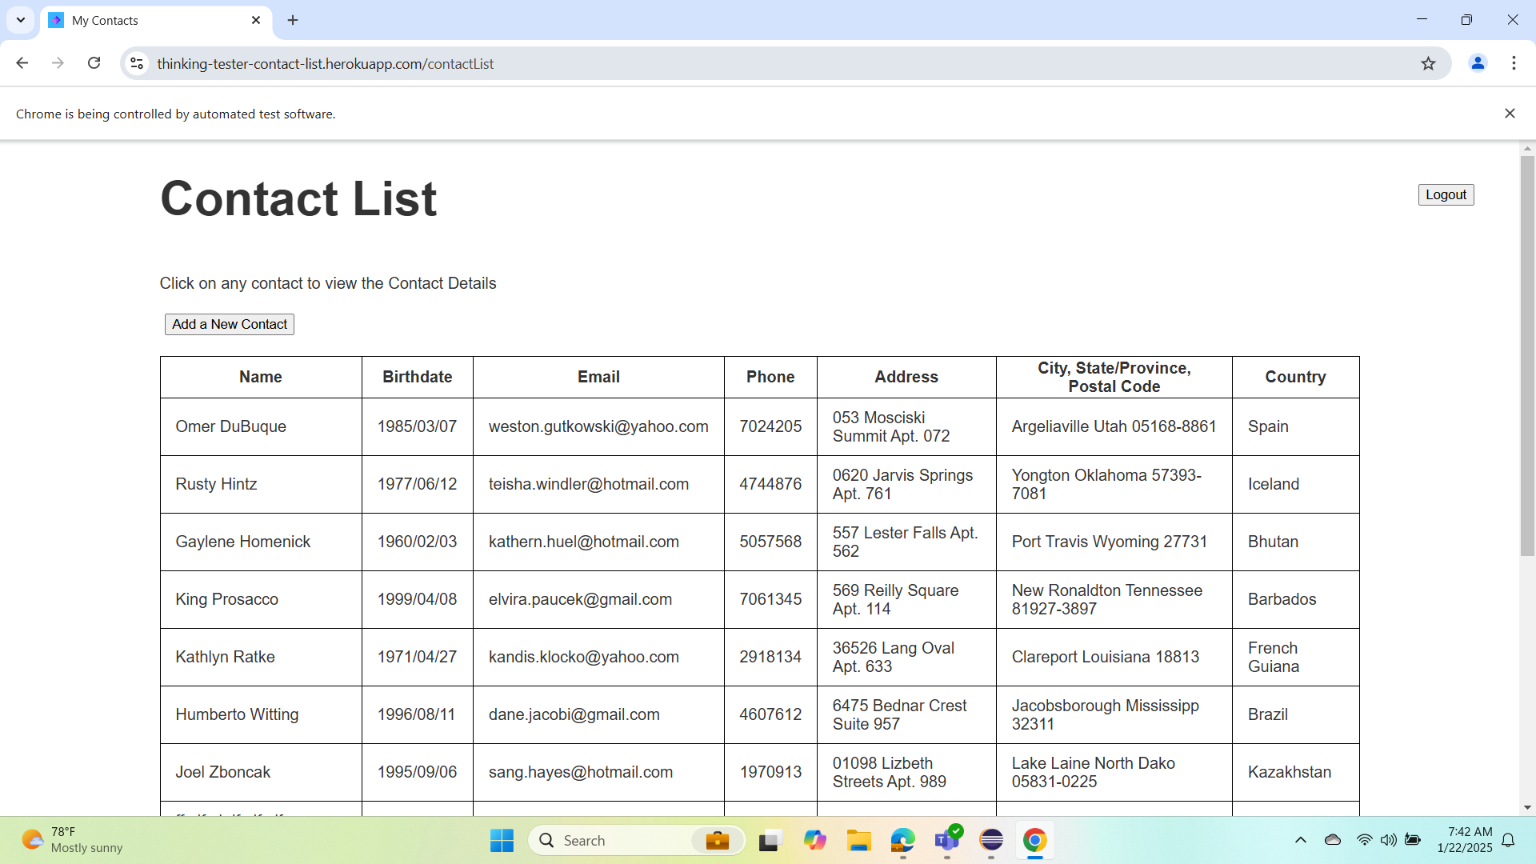 My Contacts
thinking-tester-contact-list.herokuapp.com/contactList
Chrome is being controlled by automated test software.
Contact List
Logout
Click on any contact to view the Contact Details
Add a New Contact
Name Birthdate Email Phone Address City, State/Province, Postal Code Country
Omer DuBuque 1985/03/07 weston.gutkowski@yahoo.com 7024205 053 Mosciski Summit Apt. 072 Argeliaville Utah 05168-8861 Spain
Rusty Hintz 1977/06/12 teisha.windler@hotmail.com 4744876 0620 Jarvis Springs Apt. 761 Yongton Oklahoma 57393-7081 Iceland
Gaylene Homenick 1960/02/03 kathern.huel@hotmail.com 5057568 557 Lester Falls Apt. 562 Port Travis Wyoming 27731 Bhutan
King Prosacco 1999/04/08 elvira.paucek@gmail.com 7061345 569 Reilly Square Apt. 114 New Ronaldton Tennessee 81927-3897 Barbados
Kathlyn Ratke 1971/04/27 kandis.klocko@yahoo.com 2918134 36526 Lang Oval Apt. 633 Clareport Louisiana 18813 French Guiana
Humberto Witting 1996/08/11 dane.jacobi@gmail.com 4607612 6475 Bednar Crest Suite 957 Jacobsborough Mississipp 32311 Brazil
Joel Zboncak 1995/09/06 sang.hayes@hotmail.com 1970913 01098 Lizbeth Streets Apt. 989 Lake Laine North Dako 05831-0225 Kazakhstan
78°F
Mostly sunny
Search
7:42 AM
1/22/2025